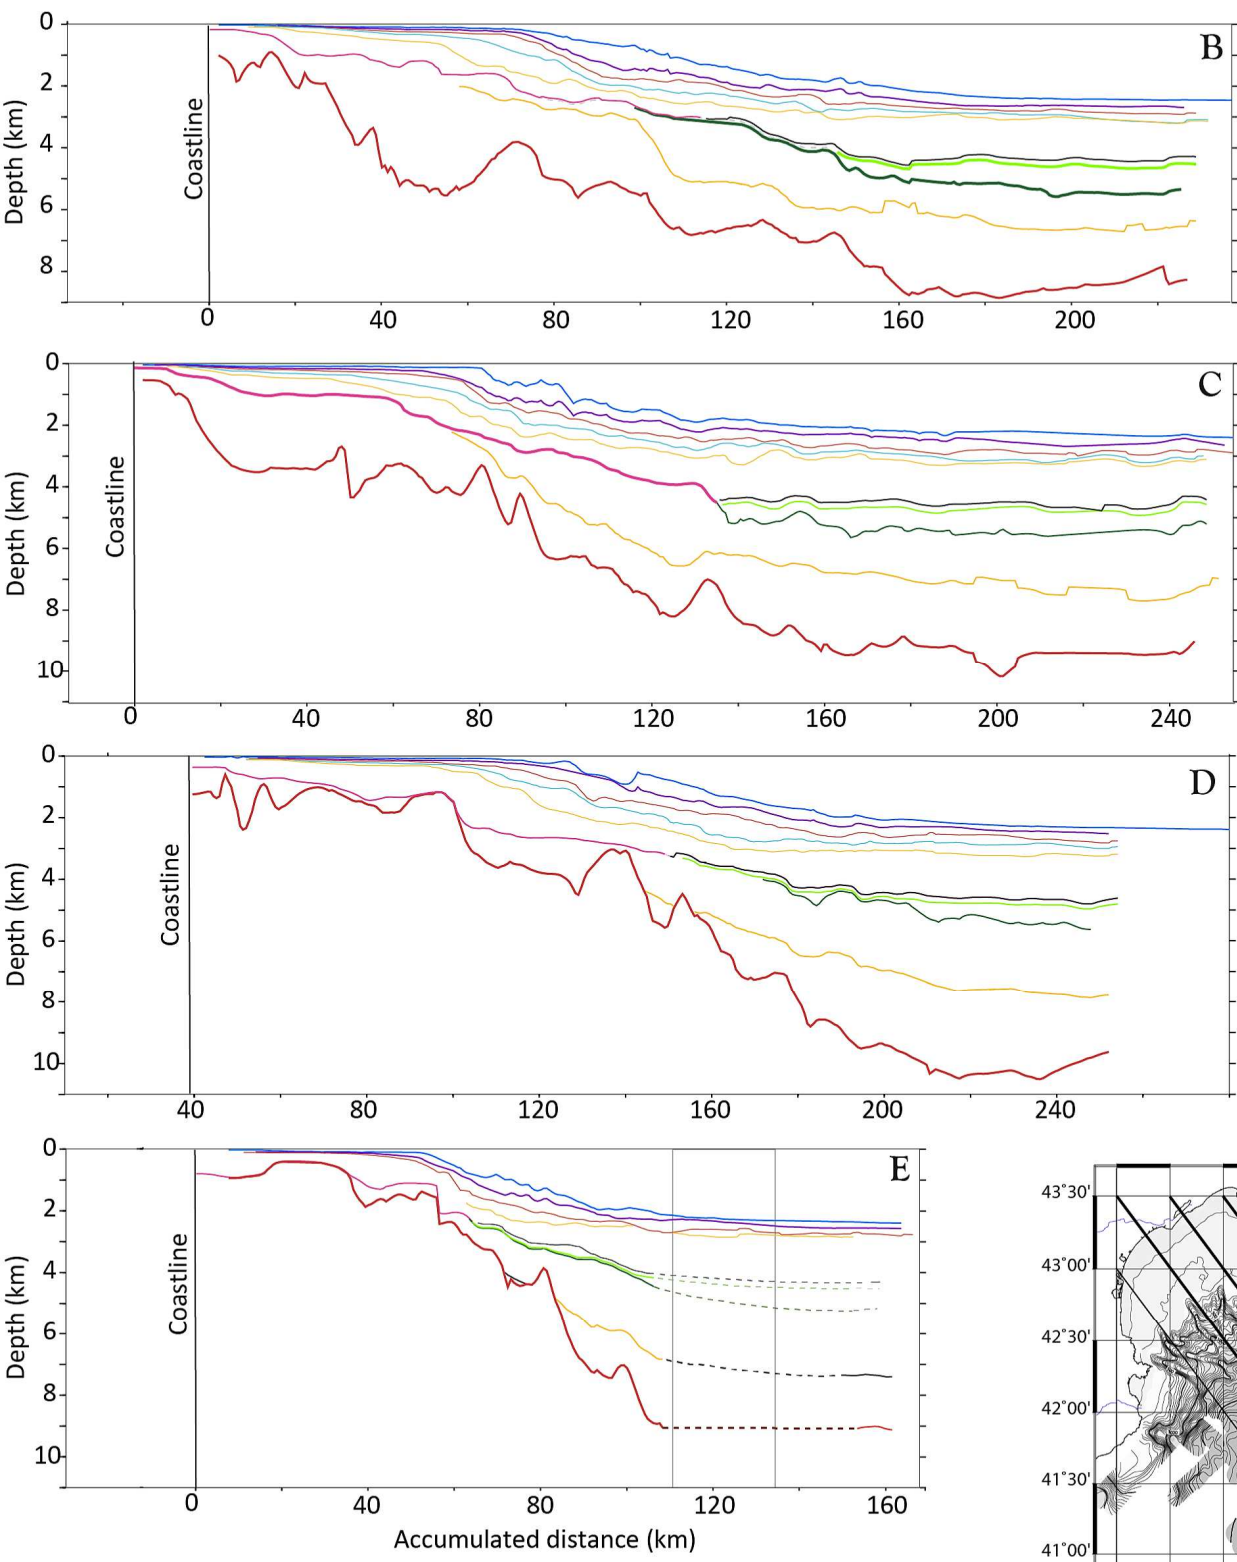 B
0
2
4
6
8
Depth (km)
Coastline
0 40 80 120 160 200
C
0
2
4
6
8
10
Depth (km)
Coastline
0 40 80 120 160 200 240
D
0
2
4
6
8
10
Depth (km)
Coastline
40 80 120 160 200 240
E
0
2
4
6
8
10
Depth (km)
Coastline
0 40 80 120 160
Accumulated distance (km)
43°30'
43°00'
42°30'
42°00'
41°30'
41°00'